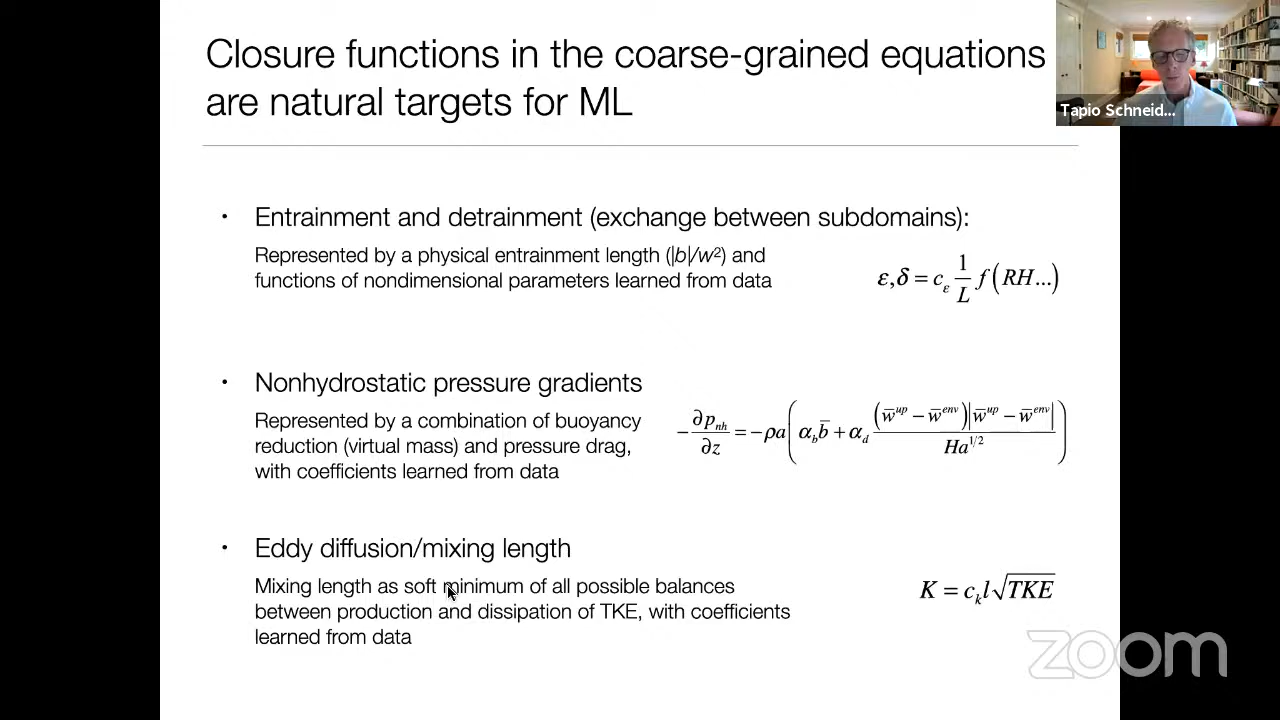 Closure functions in the coarse-grained equations
are natural targets for ML
Tapio Schneid...
• Entrainment and detrainment (exchange between subdomains):
Represented by a physical entrainment length (|b|/w²) and
functions of nondimensional parameters learned from data
ε,δ = c_ε 1/L f(RH...)
• Nonhydrostatic pressure gradients
Represented by a combination of buoyancy
reduction (virtual mass) and pressure drag,
with coefficients learned from data
−∂p_nh/∂z = −ρa(α_b b̄ + α_d (w̄^up − w̄^env)|w̄^up − w̄^env| / Ha^1/2)
• Eddy diffusion/mixing length
Mixing length as soft minimum of all possible balances
between production and dissipation of TKE, with coefficients
learned from data
K = c_k l√TKE
zoom